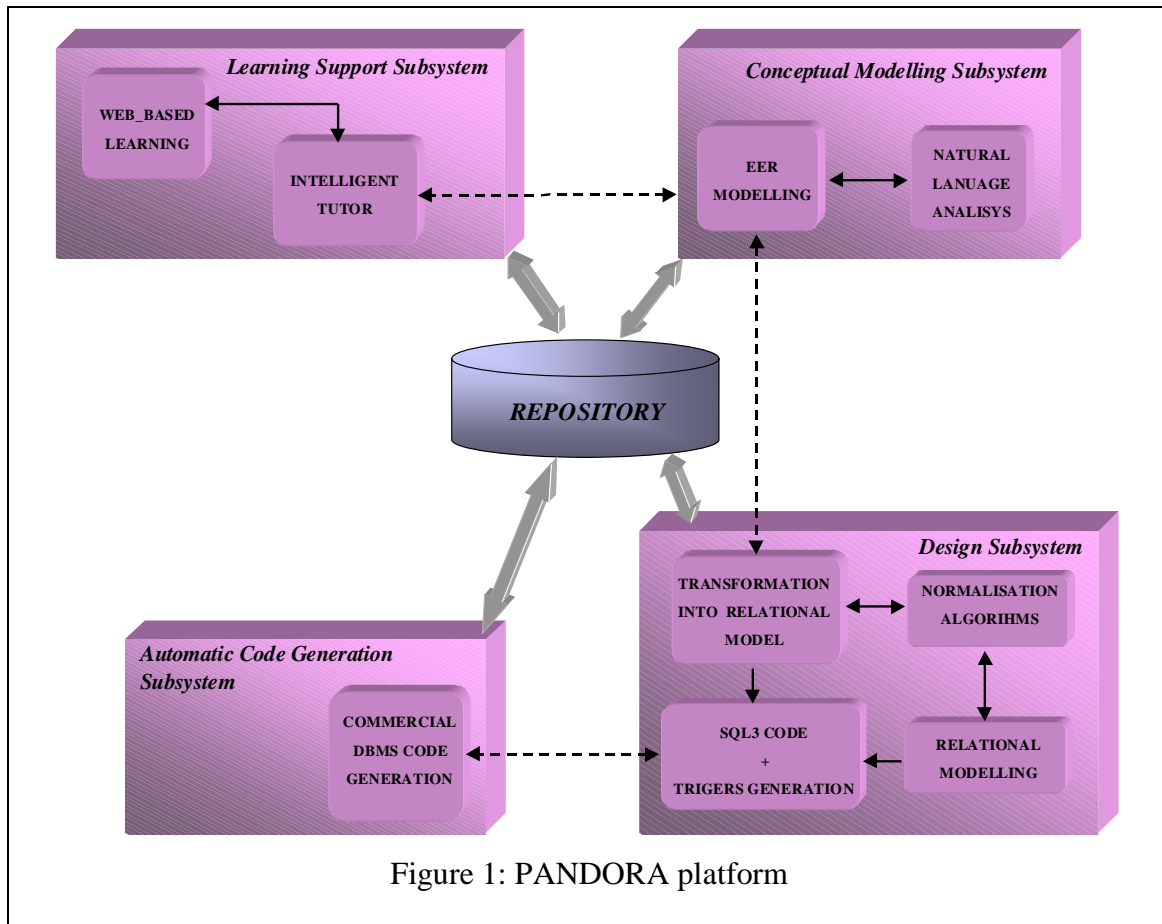 Learning Support Subsystem
WEB_BASED
LEARNING
INTELLIGENT
TUTOR
Conceptual Modelling Subsystem
EER
MODELLING
NATURAL
LANUAGE
ANALISYS
REPOSITORY
Design Subsystem
TRANSFORMATION
INTO RELATIONAL
MODEL
NORMALISATION
ALGORIHMS
SQL3 CODE
+
TRIGERS GENERATION
RELATIONAL
MODELLING
Automatic Code Generation
Subsystem
COMMERCIAL
DBMS CODE
GENERATION
Figure 1: PANDORA platform